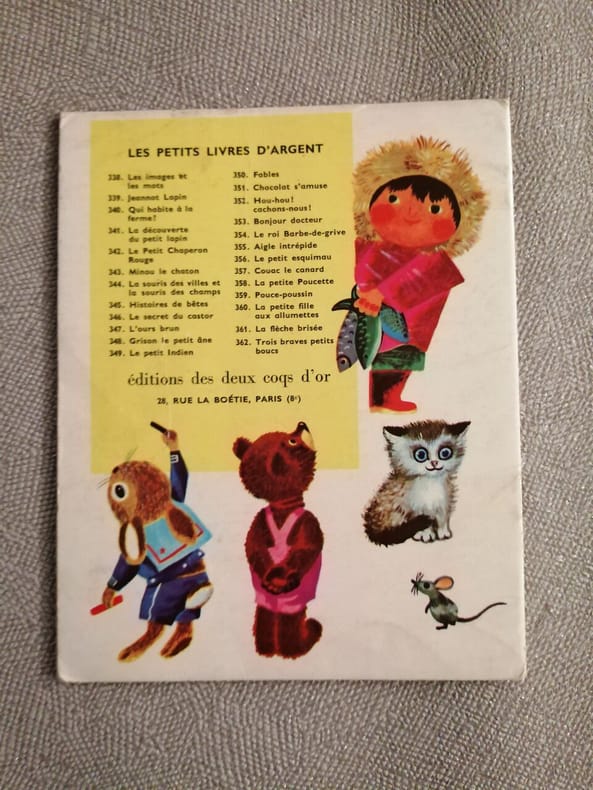 LES PETITS LIVRES D'ARGENT
338. Les images et
les mots
339. Jeannot Lapin
340. Qui habite à la
ferme?
341. La découverte
du petit lapin
342. Le Petit Chaperon
Rouge
343. Minou le chaton
344. La souris des villes et
la souris des champs
345. Histoires de bêtes
346. Le secret du castor
347. L'ours brun
348. Grison le petit âne
349. Le petit Indien
350. Fables
351. Chocolat s'amuse
352. Hou-hou!
cachons-nous!
353. Bonjour docteur
354. Le roi Barbe-de-grive
355. Aigle intrépide
356. Le petit esquimau
357. Couac le canard
358. La petite Poucette
359. Pouce-poussin
360. La petite fille
aux allumettes
361. La flèche brisée
362. Trois braves petits
boucs
éditions des deux coqs d'or
28, RUE LA BOÉTIE, PARIS (8e)